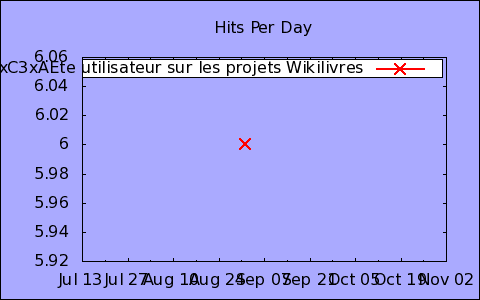 Hits Per Day
6.06
xC3xAEte utilisateur sur les projets Wikilivres
6.04
6.02
6
5.98
5.96
5.94
5.92
Jul 13 Jul 27 Aug 10 Aug 24 Sep 07 Sep 21 Oct 05 Oct 19 Nov 02